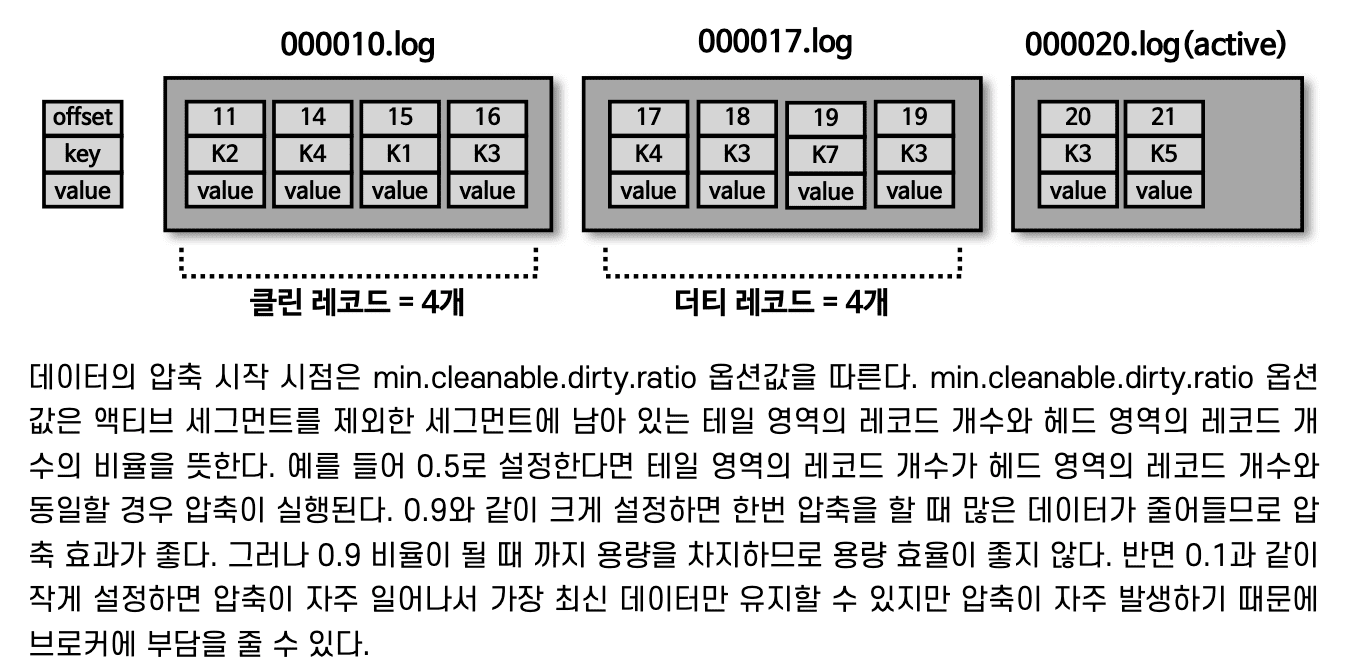 000010.log 000017.log 000020.log(active)
offset 11 14 15 16 17 18 19 19 20 21
key K2 K4 K1 K3 K4 K3 K7 K3 K3 K5
value value value value value value value value value value value
클린 레코드 = 4개 더티 레코드 = 4개
데이터의 압축 시작 시점은 min.cleanable.dirty.ratio 옵션값을 따른다. min.cleanable.dirty.ratio 옵션
값은 액티브 세그먼트를 제외한 세그먼트에 남아 있는 테일 영역의 레코드 개수와 헤드 영역의 레코드 개
수의 비율을 뜻한다. 예를 들어 0.5로 설정한다면 테일 영역의 레코드 개수가 헤드 영역의 레코드 개수와
동일할 경우 압축이 실행된다. 0.9와 같이 크게 설정하면 한번 압축을 할 때 많은 데이터가 줄어들므로 압
축 효과가 좋다. 그러나 0.9 비율이 될 때 까지 용량을 차지하므로 용량 효율이 좋지 않다. 반면 0.1과 같이
작게 설정하면 압축이 자주 일어나서 가장 최신 데이터만 유지할 수 있지만 압축이 자주 발생하기 때문에
브로커에 부담을 줄 수 있다.